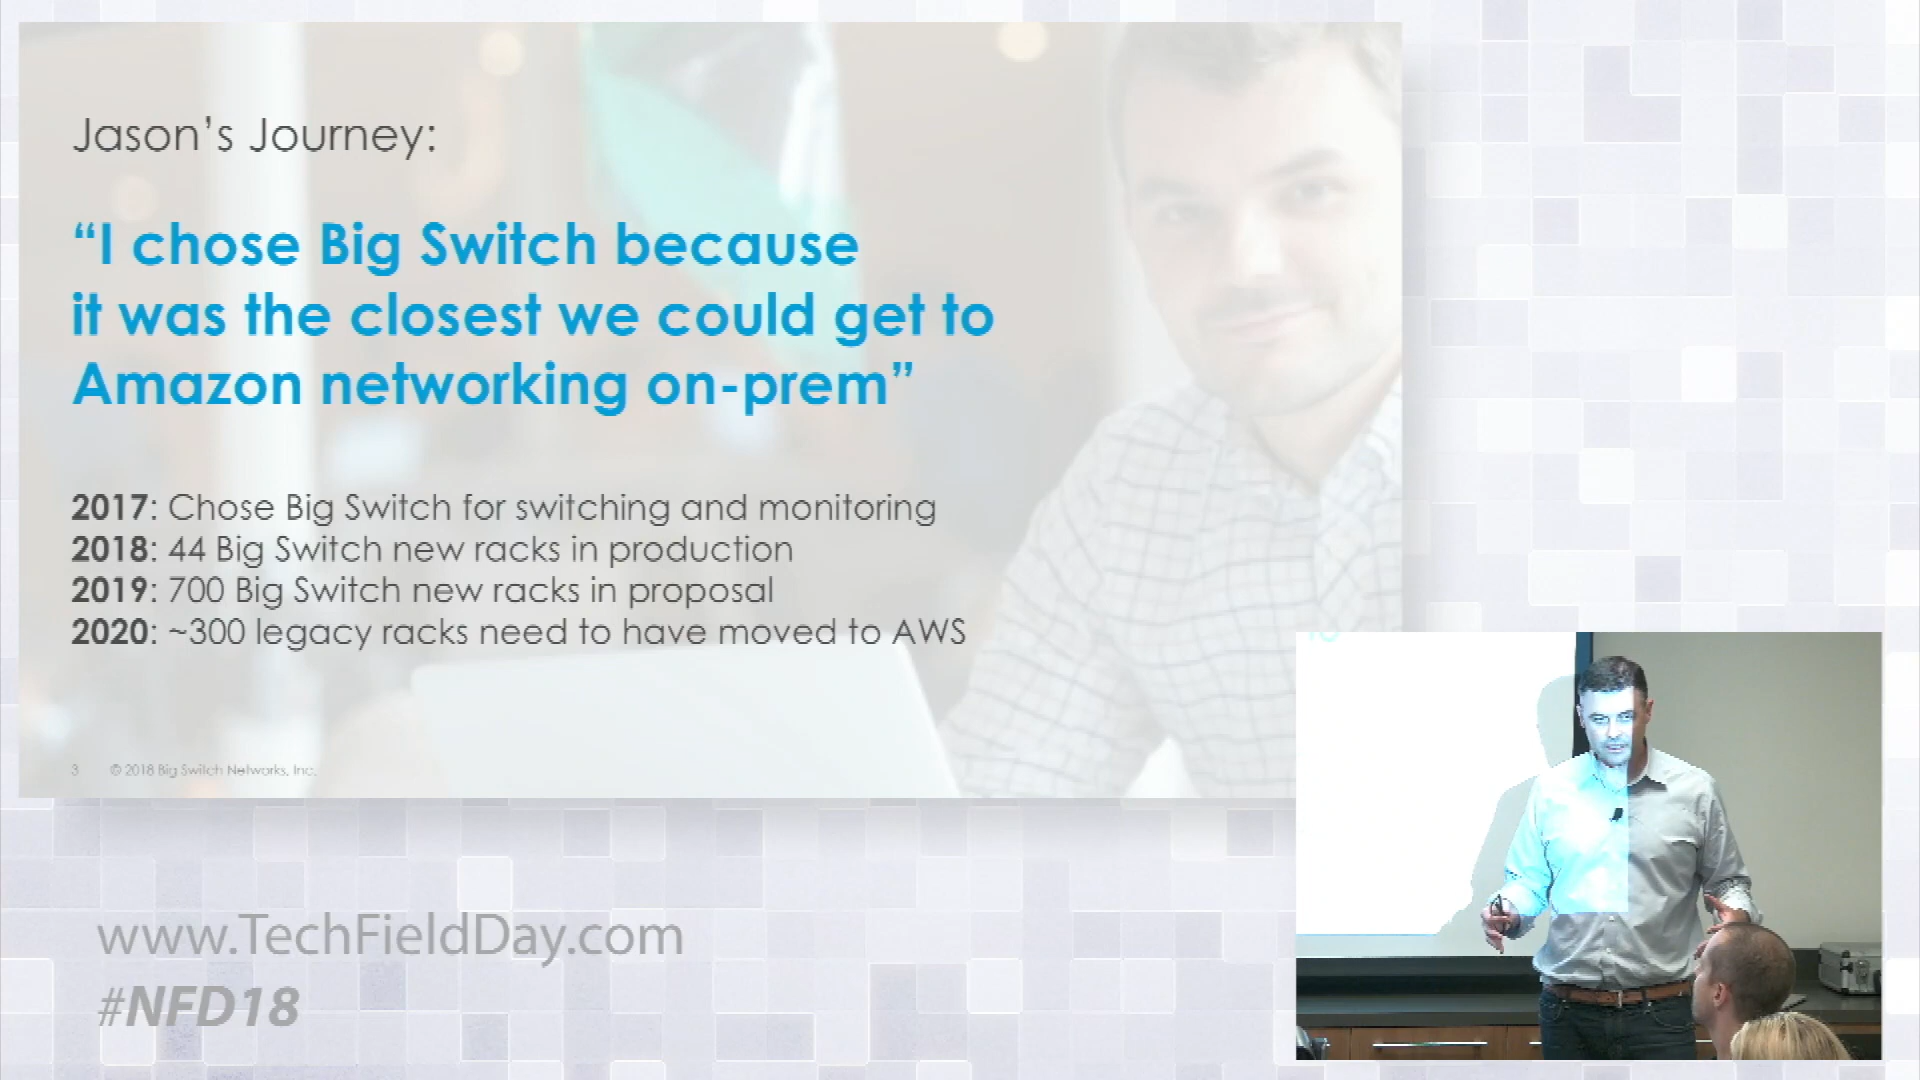 Jason’s Journey:
“I chose Big Switch because
it was the closest we could get to
Amazon networking on-prem”
2017: Chose Big Switch for switching and monitoring
2018: 44 Big Switch new racks in production
2019: 700 Big Switch new racks in proposal
2020: ~300 legacy racks need to have moved to AWS
3 © 2018 Big Switch Networks, Inc.
www.TechFieldDay.com
#NFD18